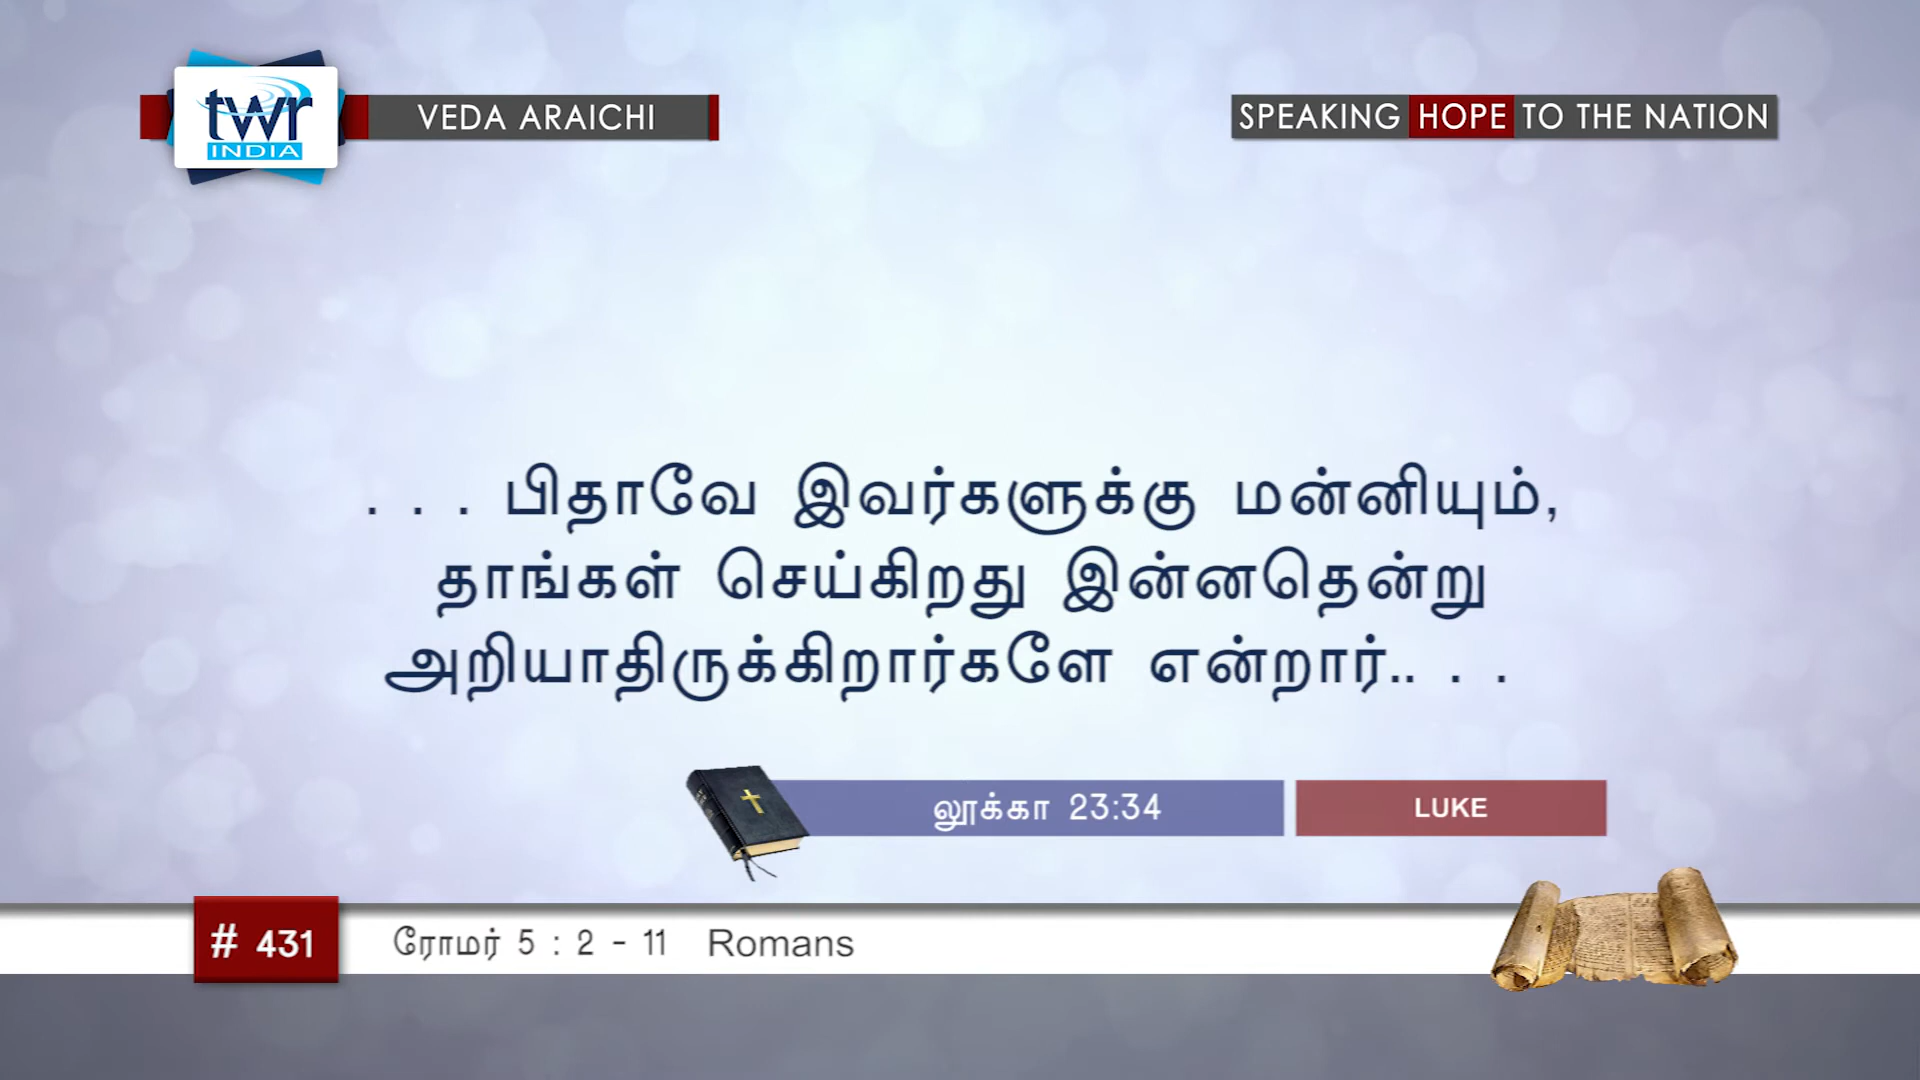 twr
INDIA
VEDA ARAICHI
SPEAKING HOPE TO THE NATION
. . . பிதாவே இவர்களுக்கு மன்னியும்,
தாங்கள் செய்கிறது இன்னதென்று
அறியாதிருக்கிறார்களே என்றார்.. . .
லூக்கா 23:34
LUKE
# 431
ரோமர் 5 : 2 - 11 Romans